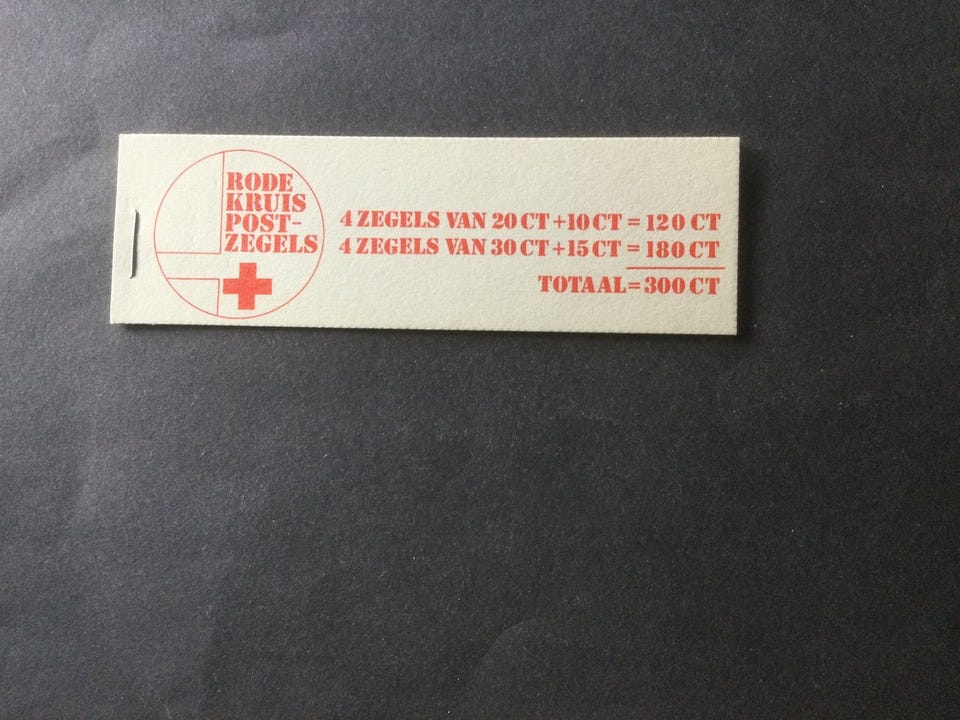 RODE
KRUIS
POST-
ZEGELS
4 ZEGELS VAN 20 CT + 10 CT = 120 CT
4 ZEGELS VAN 30 CT + 15 CT = 180 CT
TOTAAL = 300 CT